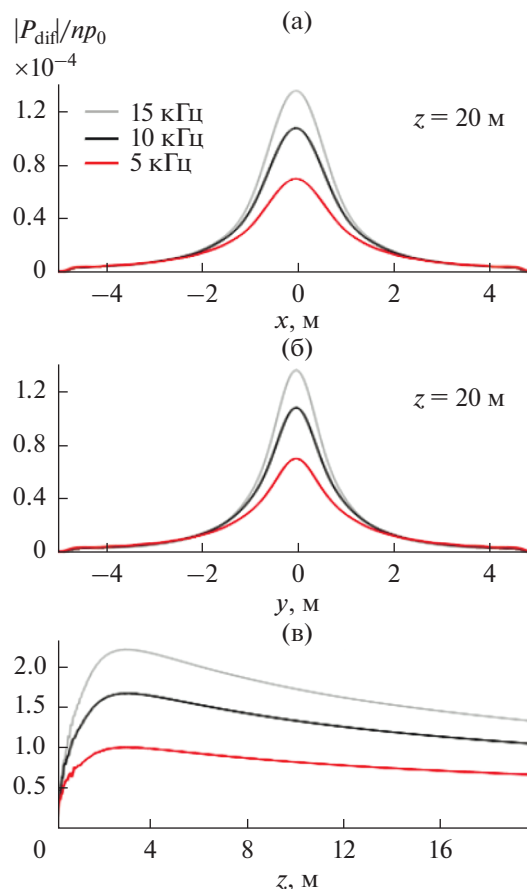 |P_dif|/np_0 (а)
×10^−4
1.2 15 кГц z = 20 м
10 кГц
0.8 5 кГц
0.4
0
−4 −2 0 2 4
x, м
(б)
1.2 z = 20 м
0.8
0.4
0
−4 −2 0 2 4
y, м
(в)
2.0
1.5
1.0
0.5
0 4 8 12 16
z, м